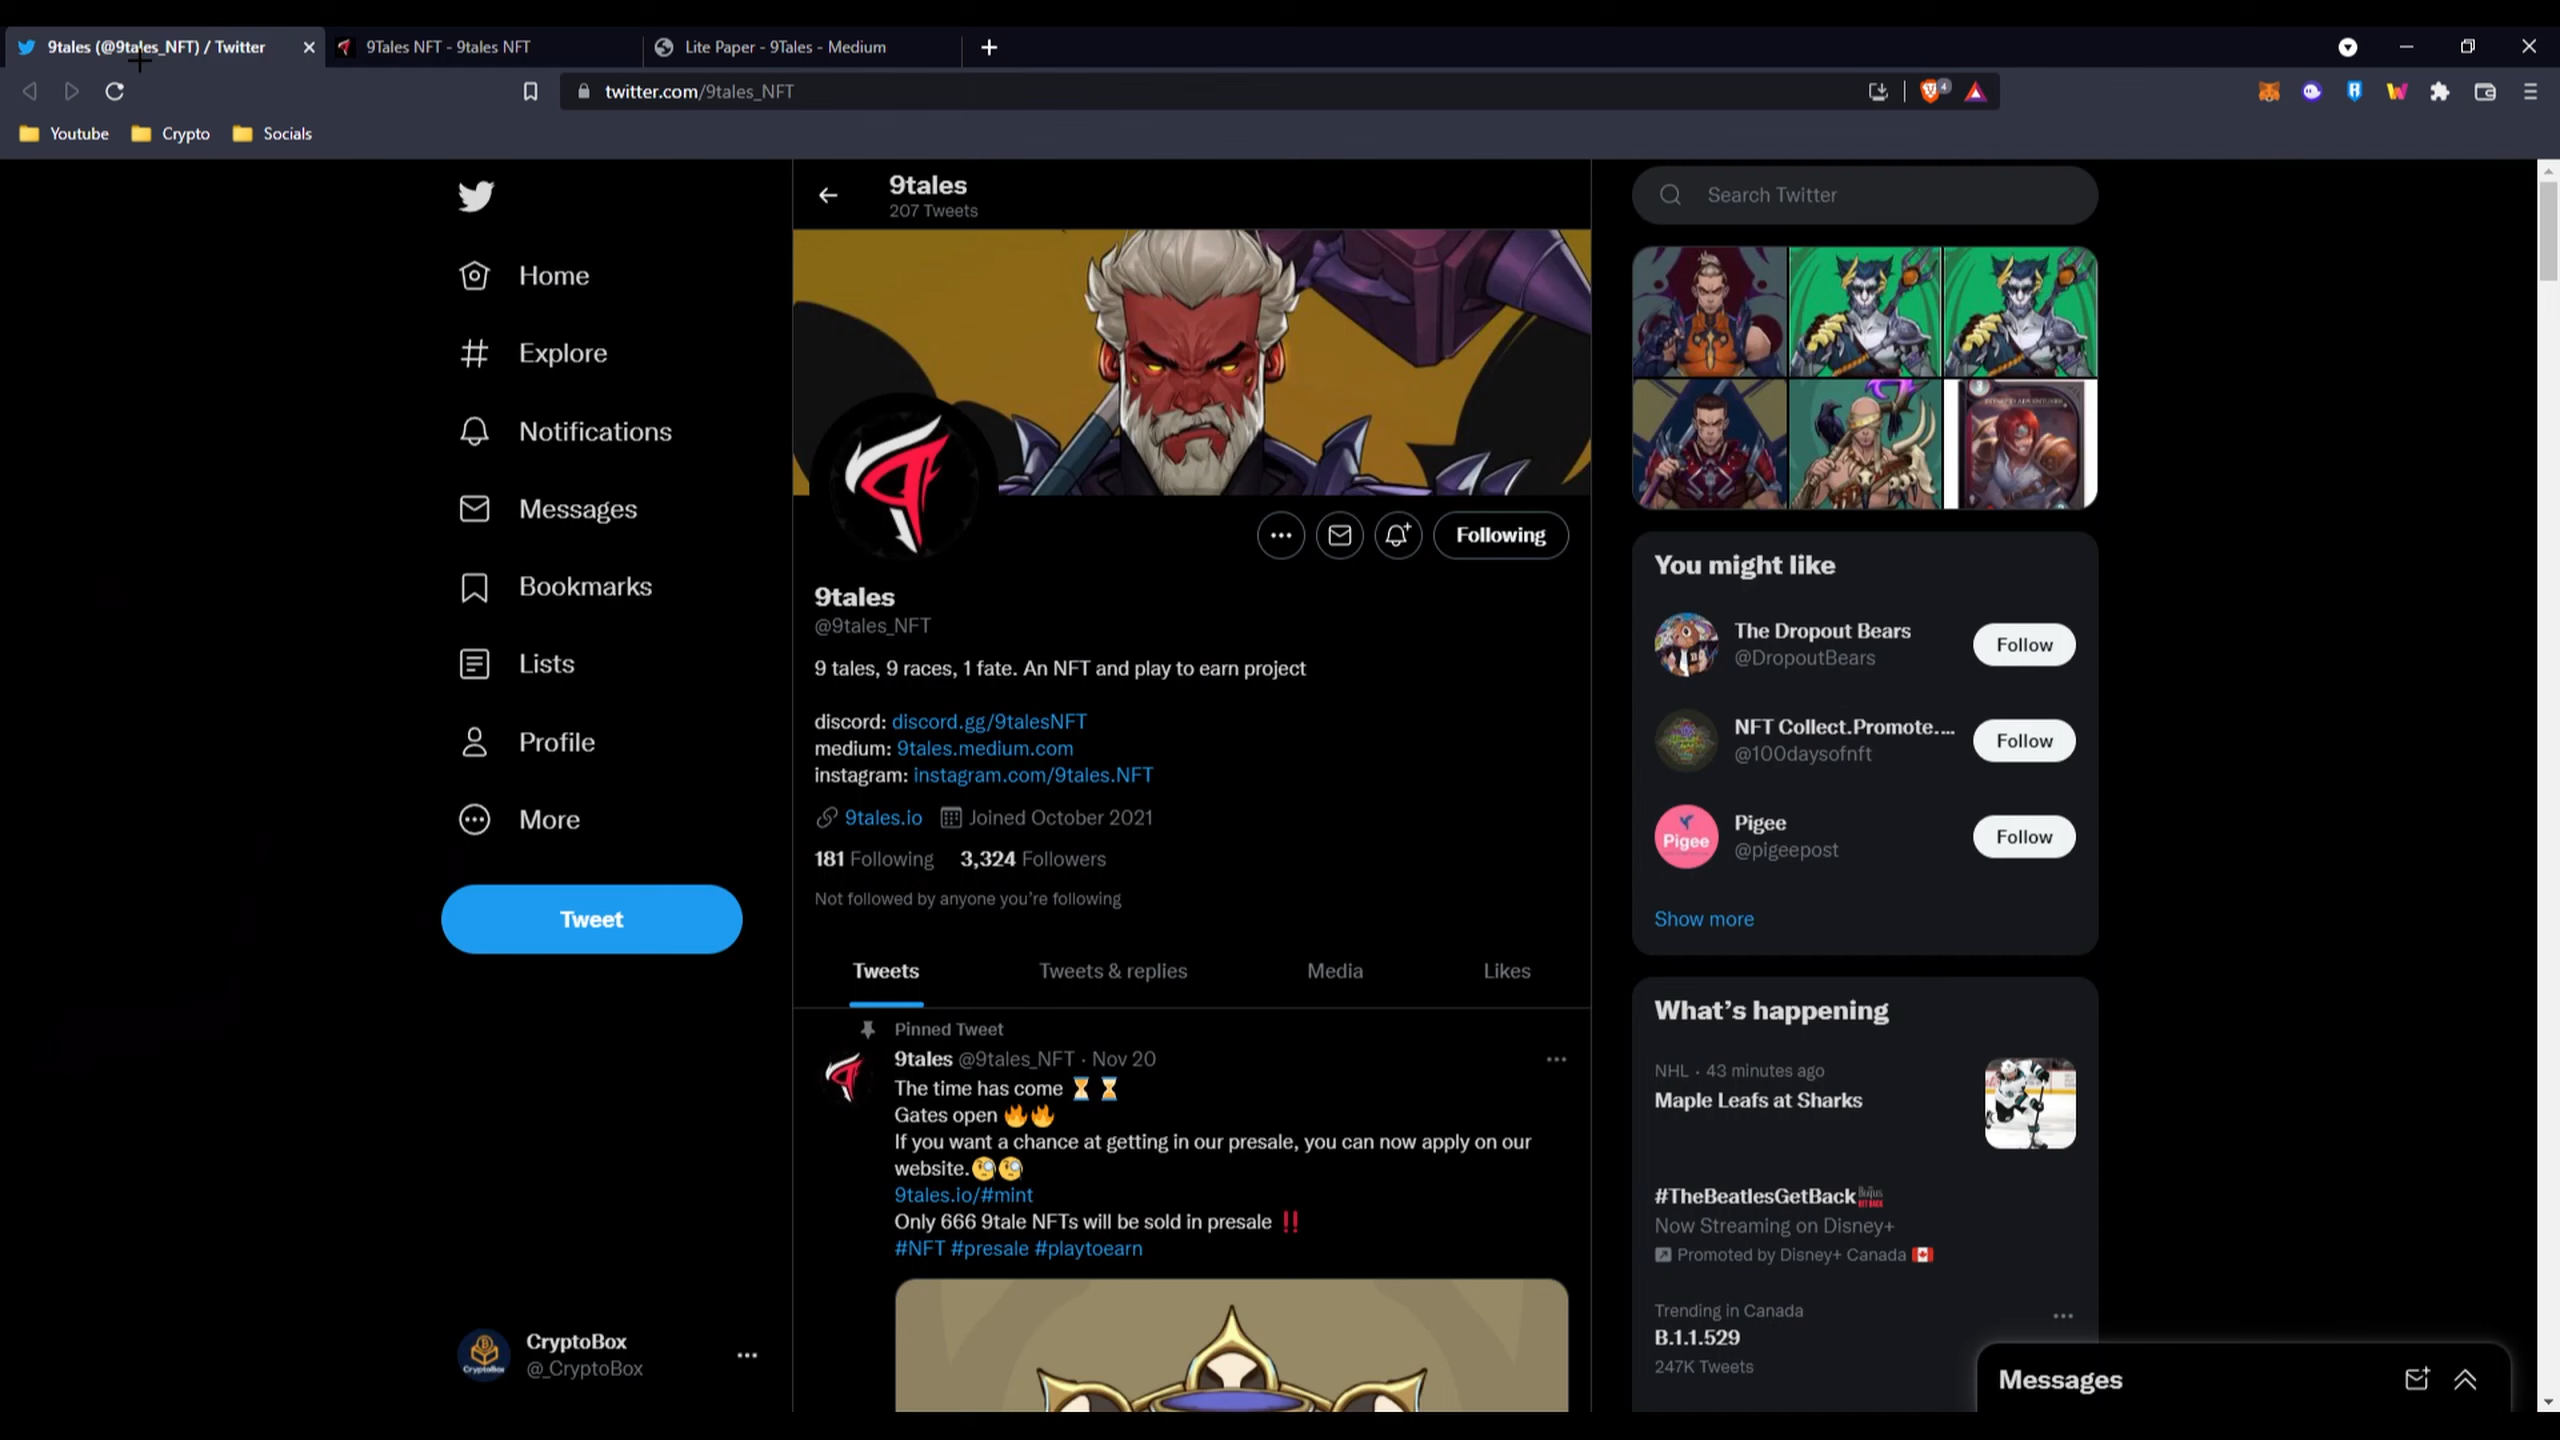 9tales (@9tales_NFT) / Twitter
9Tales NFT - 9tales NFT
Lite Paper - 9Tales - Medium
twitter.com/9tales_NFT
4
Youtube
Crypto
Socials
9tales
207 Tweets
Search Twitter
Home
Explore
Notifications
Messages
Bookmarks
Lists
Profile
More
Tweet
CryptoBox
@_CryptoBox
Following
9tales
@9tales_NFT
9 tales, 9 races, 1 fate. An NFT and play to earn project
discord: discord.gg/9talesNFT
medium: 9tales.medium.com
instagram: instagram.com/9tales.NFT
9tales.io Joined October 2021
181 Following 3,324 Followers
Not followed by anyone you're following
Tweets
Tweets & replies
Media
Likes
Pinned Tweet
9tales @9tales_NFT · Nov 20
The time has come ⏳ ⏳
Gates open 🔥🔥
If you want a chance at getting in our presale, you can now apply on our
website.🧐🧐
9tales.io/#mint
Only 666 9tale NFTs will be sold in presale ‼
#NFT #presale #playtoearn
You might like
The Dropout Bears
@DropoutBears
Follow
NFT Collect.Promote....
@100daysofnft
Follow
Pigee
Pigee
@pigeepost
Follow
Show more
What's happening
NHL · 43 minutes ago
Maple Leafs at Sharks
#TheBeatlesGetBack
Now Streaming on Disney+
Promoted by Disney+ Canada 🇨🇦
Trending in Canada
B.1.1.529
247K Tweets
Messages